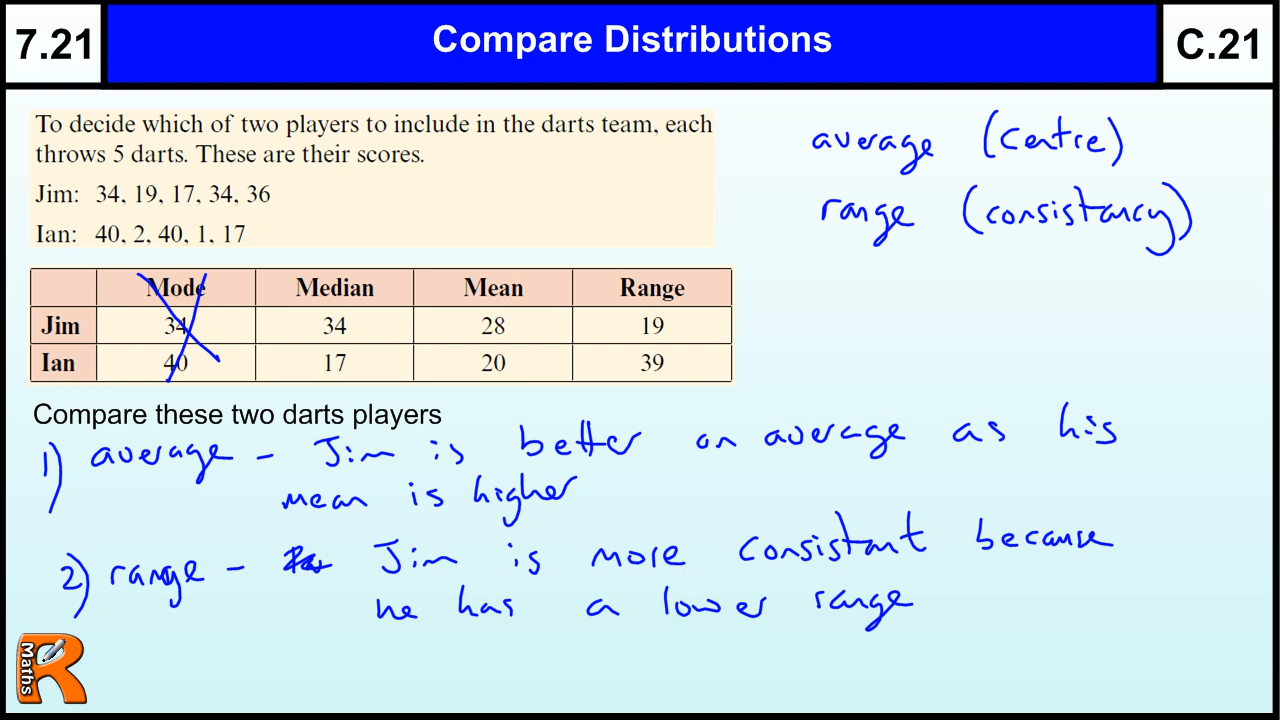 7.21
Compare Distributions
C.21
To decide which of two players to include in the darts team, each
throws 5 darts. These are their scores.
Jim: 34, 19, 17, 34, 36
Ian: 40, 2, 40, 1, 17
average (centre)
range (consistancy)
Mode Median Mean Range
Jim 34 34 28 19
Ian 40 17 20 39
Compare these two darts players
1) average - Jim is better on average as his
mean is higher
2) range - Jim is more consistant because
he has a lower range
R
Maths